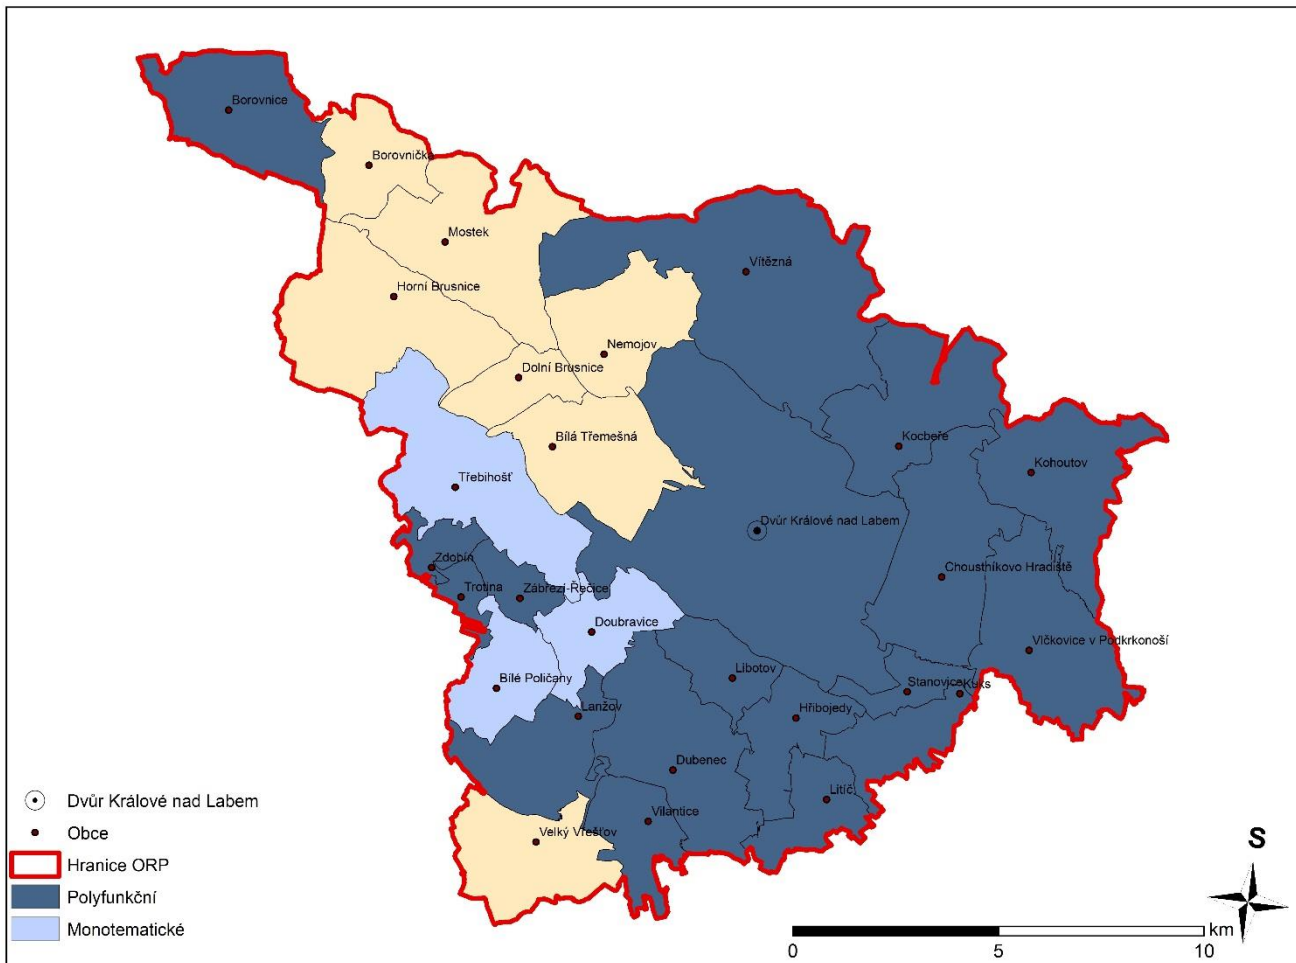 Borovnice
Borovnička
Mostek
Vítězná
Horní Brusnice
Nemojov
Dolní Brusnice
Bílá Třemešná
Kocbeře
Kohoutov
Třebihošť
Dvůr Králové nad Labem
Zdobín
Choustníkovo Hradiště
Trotina
Zábřezí-Řečice
Doubravice
Vlčkovice v Podkrkonoší
Libotov
Bílé Poličany
Stanovice
Kuks
Lanžov
Hřibojedy
Dubenec
Litíč
Vilantice
Velký Vřešťov
Dvůr Králové nad Labem
Obce
Hranice ORP
Polyfunkční
Monotematické
S
km
0
5
10